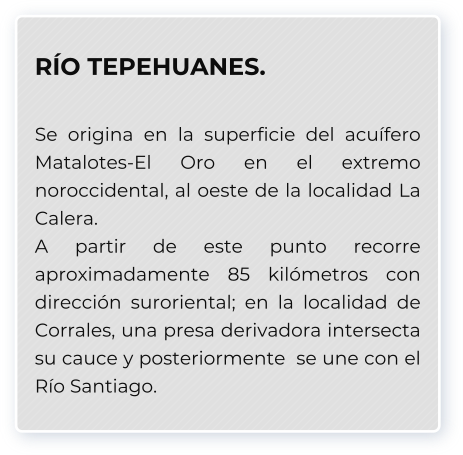 RÍO TEPEHUANES.
Se origina en la superficie del acuífero
Matalotes-El Oro en el extremo
noroccidental, al oeste de la localidad La
Calera.
A partir de este punto recorre
aproximadamente 85 kilómetros con
dirección suroriental; en la localidad de
Corrales, una presa derivadora intersecta
su cauce y posteriormente se une con el
Río Santiago.